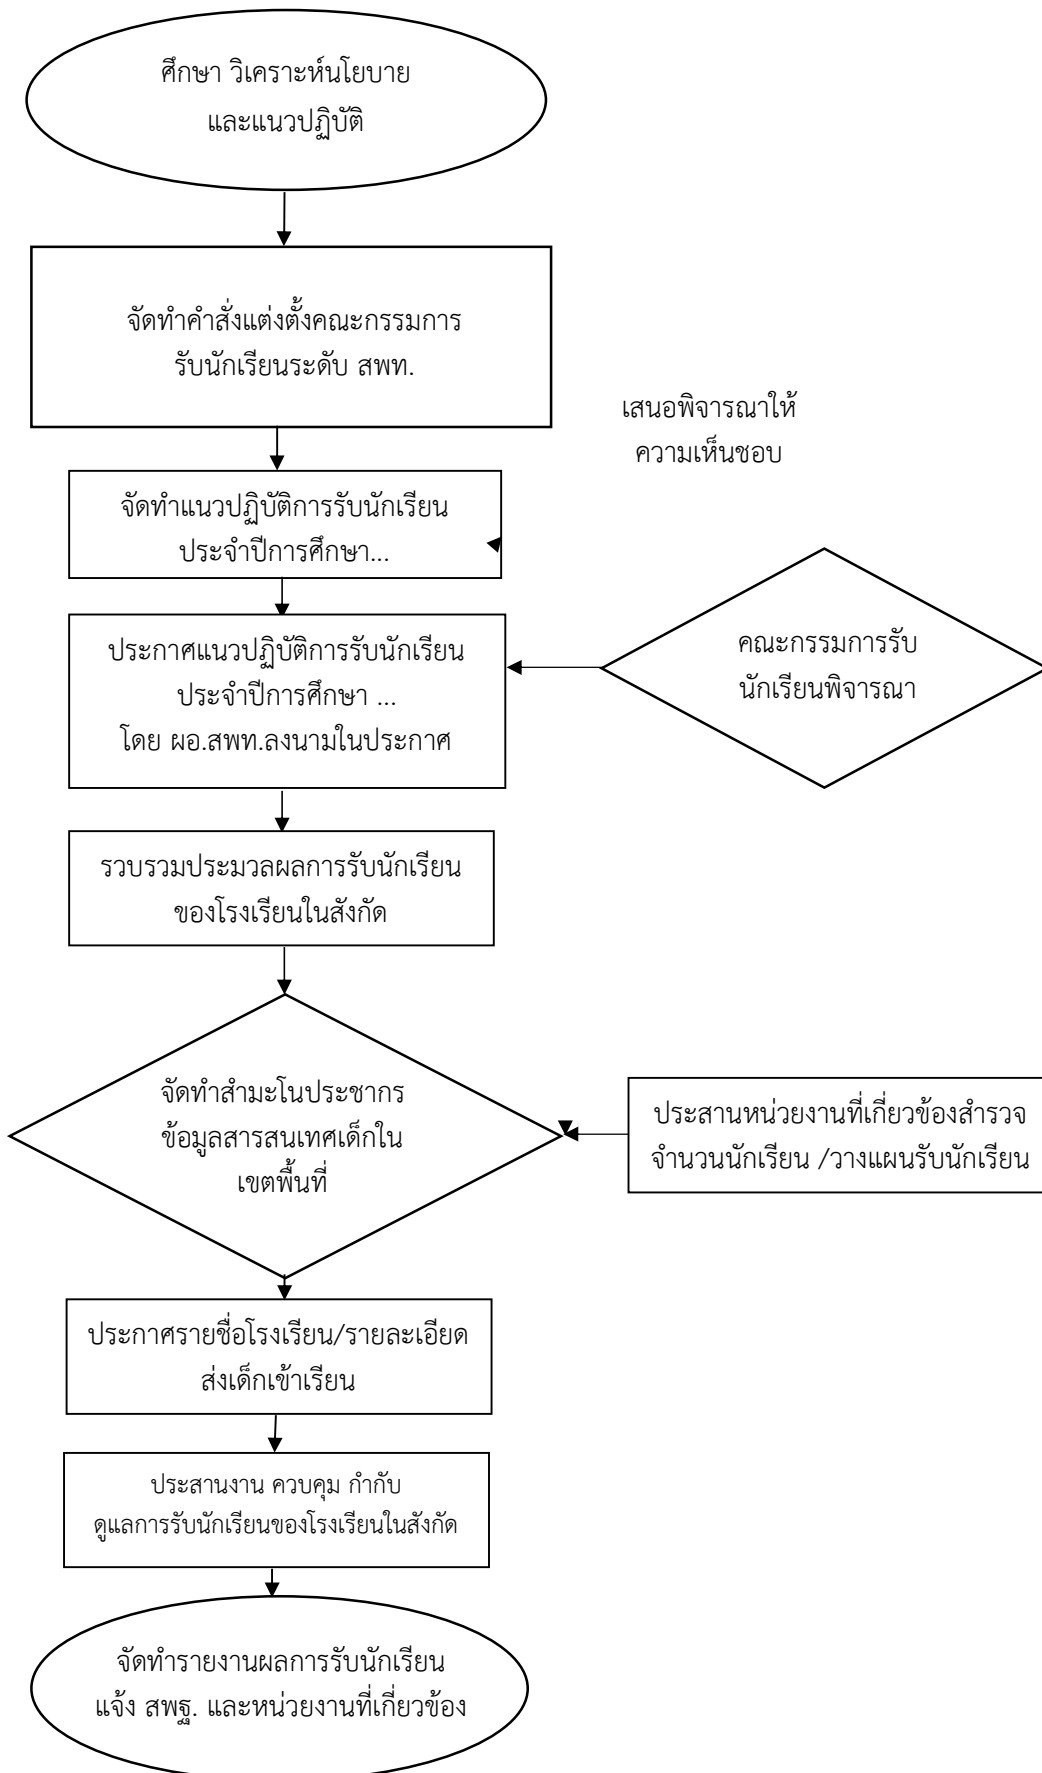 ศึกษา วิเคราะห์นโยบาย
และแนวปฏิบัติ
จัดทำคำสั่งแต่งตั้งคณะกรรมการ
รับนักเรียนระดับ สพท.
เสนอพิจารณาให้
ความเห็นชอบ
จัดทำแนวปฏิบัติการรับนักเรียน
ประจำปีการศึกษา...
ประกาศแนวปฏิบัติการรับนักเรียน
ประจำปีการศึกษา ...
โดย ผอ.สพท.ลงนามในประกาศ
คณะกรรมการรับ
นักเรียนพิจารณา
รวบรวมประมวลผลการรับนักเรียน
ของโรงเรียนในสังกัด
จัดทำสำมะโนประชากร
ข้อมูลสารสนเทศเด็กใน
เขตพื้นที่
ประสานหน่วยงานที่เกี่ยวข้องสำรวจ
จำนวนนักเรียน /วางแผนรับนักเรียน
ประกาศรายชื่อโรงเรียน/รายละเอียด
ส่งเด็กเข้าเรียน
ประสานงาน ควบคุม กำกับ
ดูแลการรับนักเรียนของโรงเรียนในสังกัด
จัดทำรายงานผลการรับนักเรียน
แจ้ง สพฐ. และหน่วยงานที่เกี่ยวข้อง